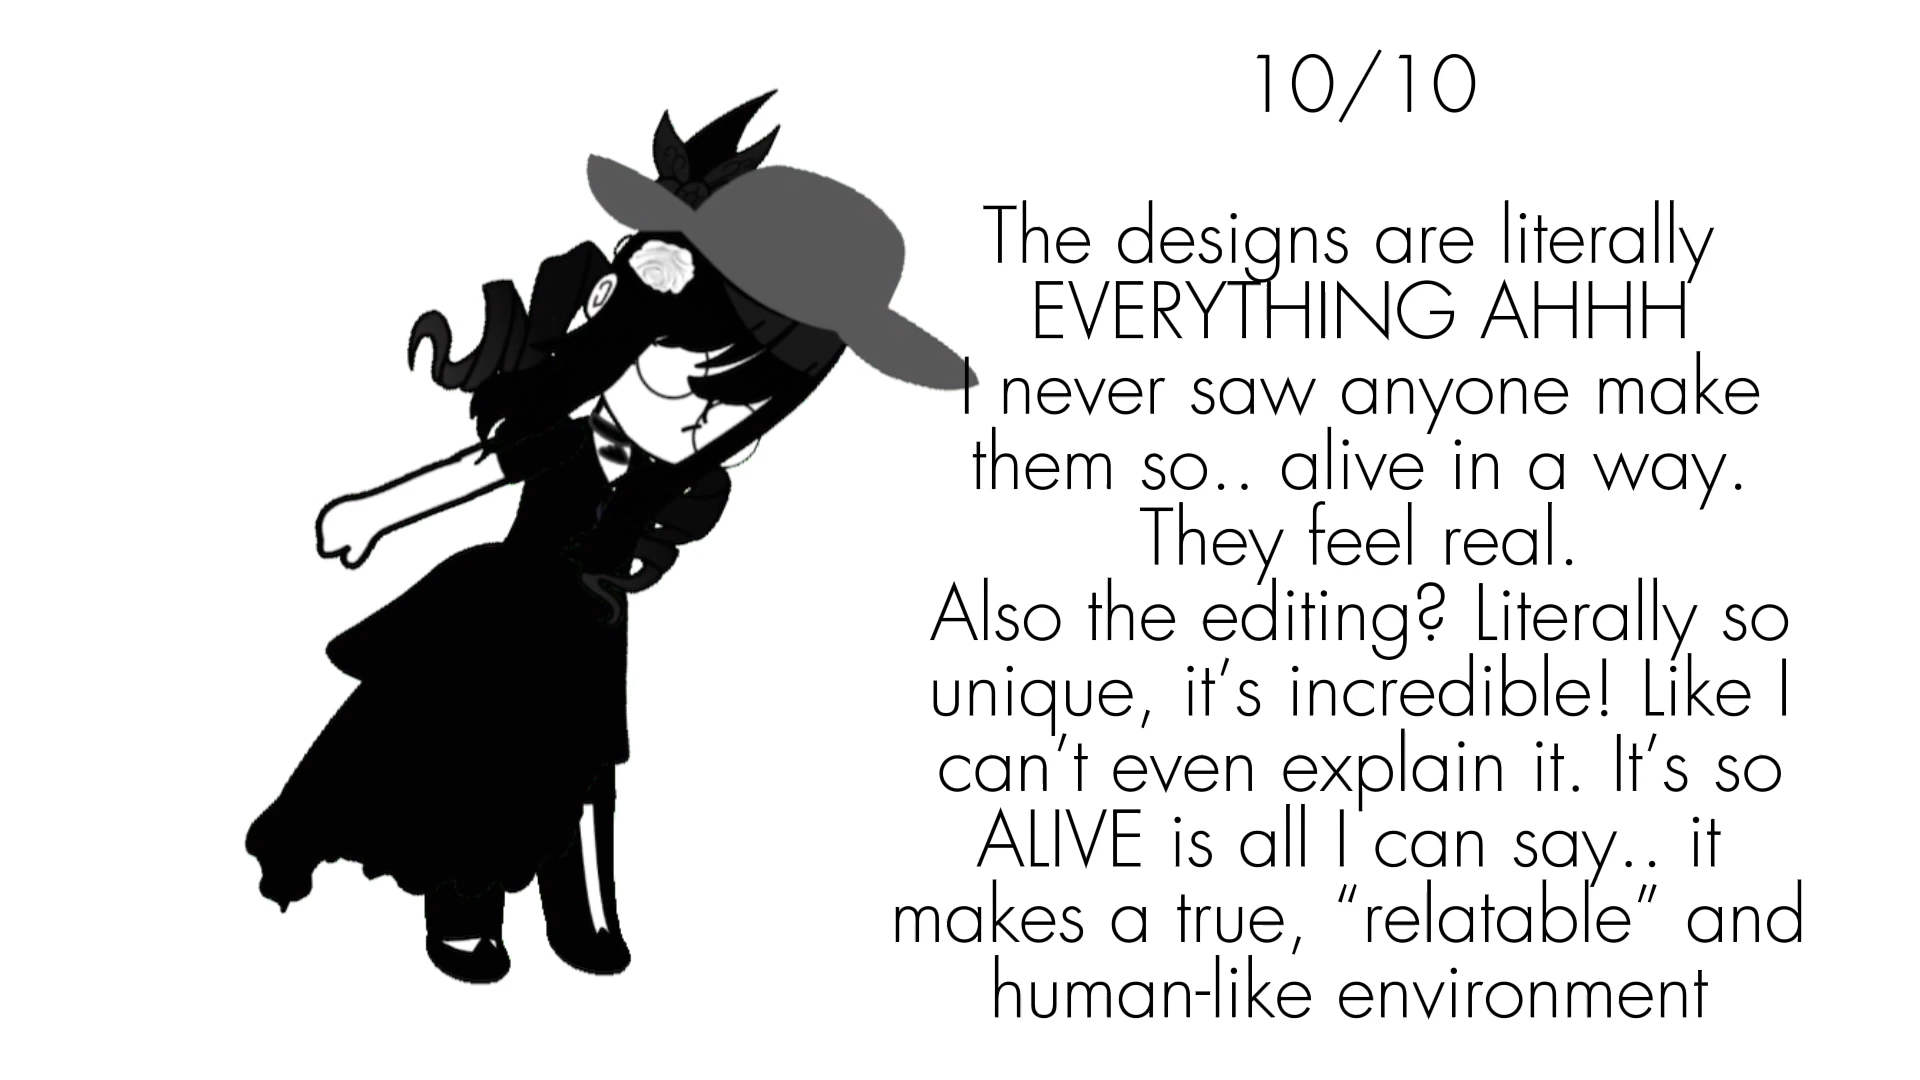 10/10
The designs are literally
EVERYTHING AHHH
I never saw anyone make
them so.. alive in a way.
They feel real.
Also the editing? Literally so
unique, it’s incredible! Like I
can’t even explain it. It’s so
ALIVE is all I can say.. it
makes a true, “relatable” and
human-like environment